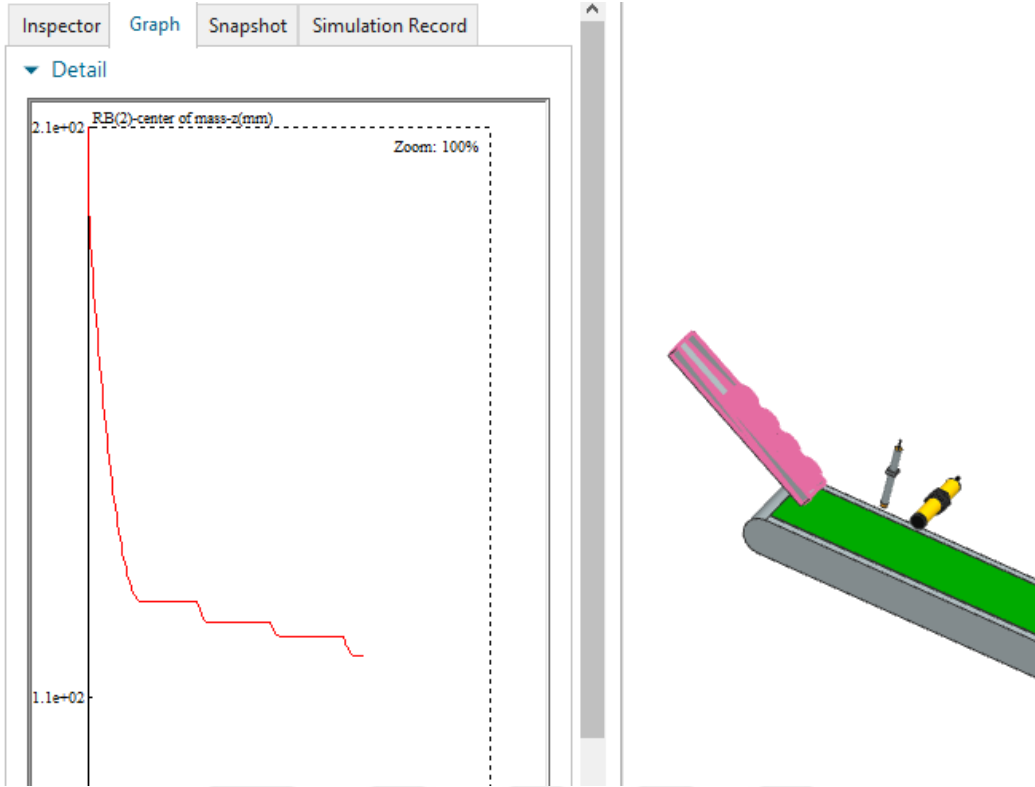 Inspector Graph Snapshot Simulation Record
Detail
RB(2)-center of mass-z(mm)
2.1e+02
Zoom: 100%
1.1e+02